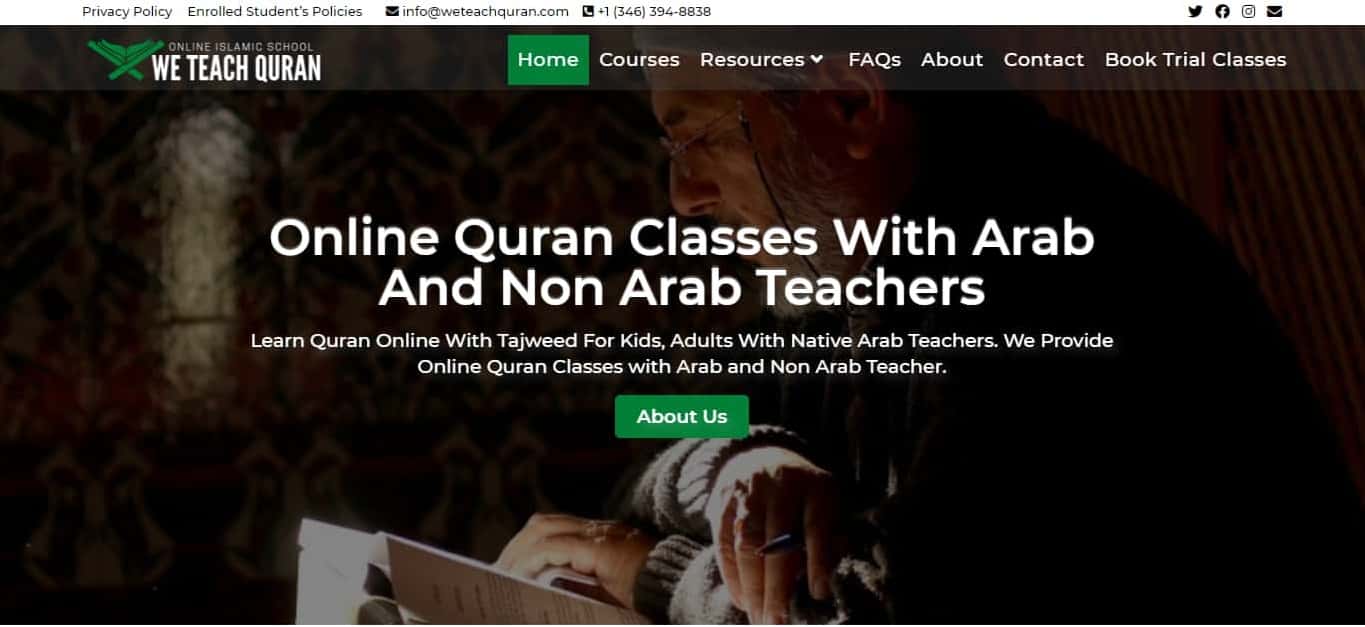 Privacy Policy Enrolled Student’s Policies info@weteachquran.com +1 (346) 394-8838
ONLINE ISLAMIC SCHOOL
WE TEACH QURAN
Home Courses Resources FAQs About Contact Book Trial Classes
Online Quran Classes With Arab
And Non Arab Teachers
Learn Quran Online With Tajweed For Kids, Adults With Native Arab Teachers. We Provide
Online Quran Classes with Arab and Non Arab Teacher.
About Us